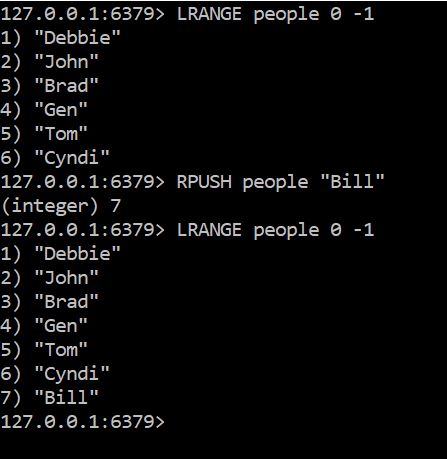 127.0.0.1:6379> LRANGE people 0 -1
1) "Debbie"
2) "John"
3) "Brad"
4) "Gen"
5) "Tom"
6) "Cyndi"
127.0.0.1:6379> RPUSH people "Bill"
(integer) 7
127.0.0.1:6379> LRANGE people 0 -1
1) "Debbie"
2) "John"
3) "Brad"
4) "Gen"
5) "Tom"
6) "Cyndi"
7) "Bill"
127.0.0.1:6379>